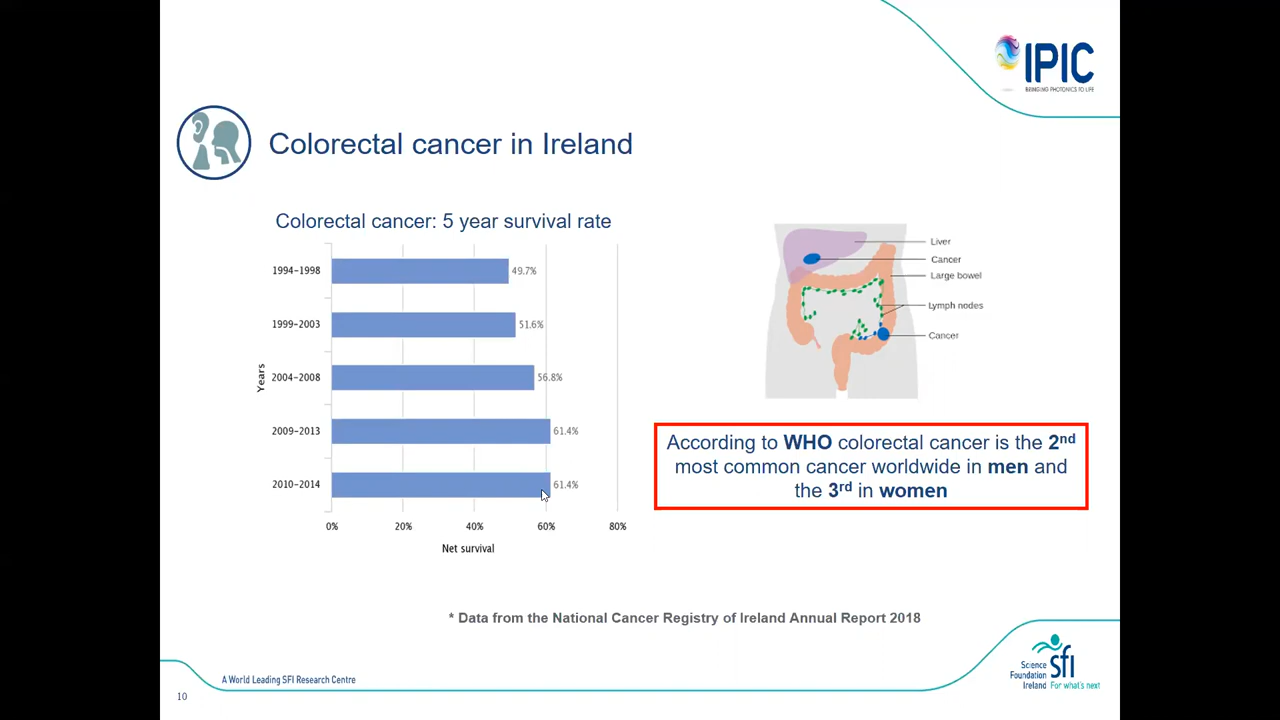 IPIC
BRINGING PHOTONICS TO LIFE
Colorectal cancer in Ireland
Colorectal cancer: 5 year survival rate
1994–1998
49.7%
1999–2003
51.6%
2004–2008
56.8%
2009–2013
61.4%
2010–2014
61.4%
Years
0%
20%
40%
60%
80%
Net survival
Liver
Cancer
Large bowel
Lymph nodes
Cancer
According to WHO colorectal cancer is the 2nd
most common cancer worldwide in men and
the 3rd in women
* Data from the National Cancer Registry of Ireland Annual Report 2018
A World Leading SFI Research Centre
10
Science
Foundation
Ireland
sfi
For what's next